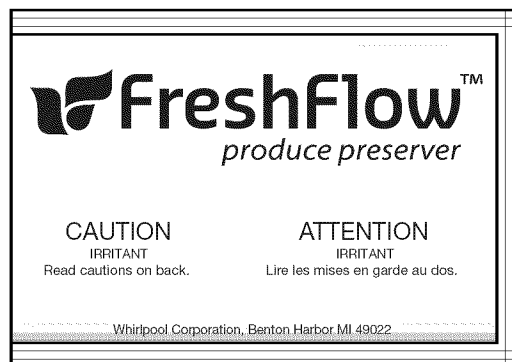 FreshFlow™
produce preserver
CAUTION
IRRITANT
Read cautions on back.
ATTENTION
IRRITANT
Lire les mises en garde au dos.
Whirlpool Corporation, Benton Harbor MI 49022